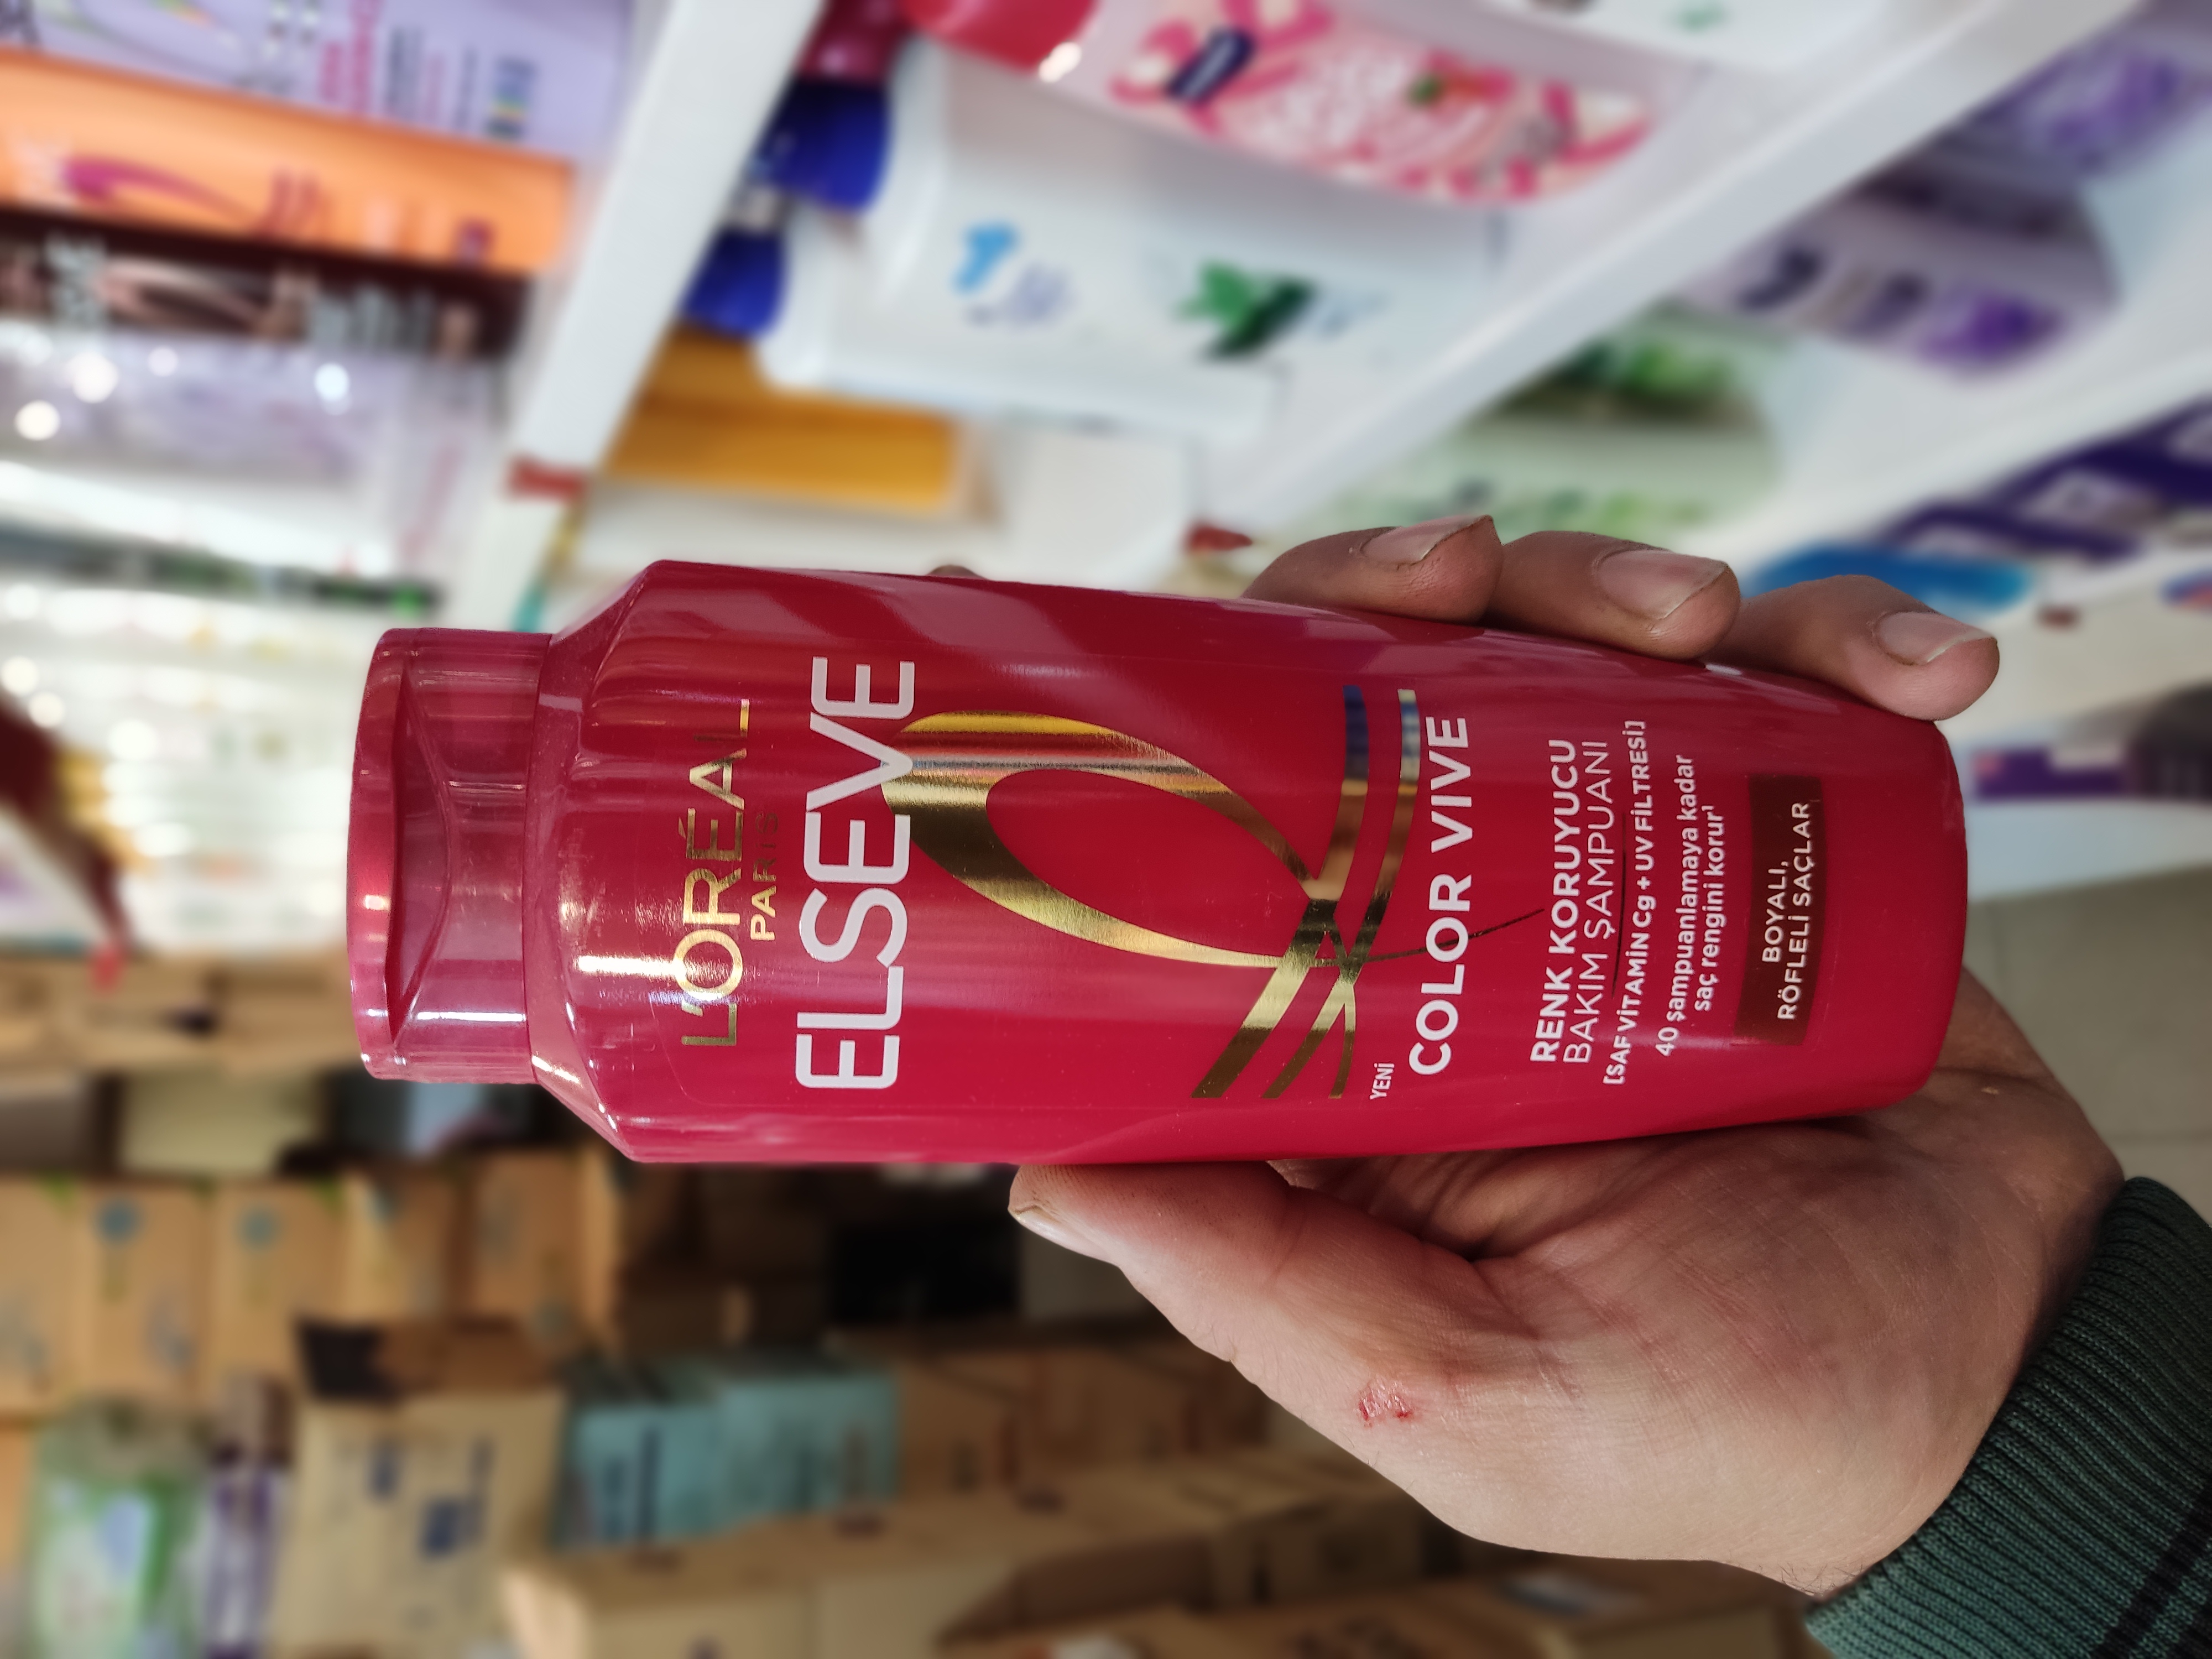 L'ORÉAL
PARIS
ELSEVE
YENİ
COLOR VIVE
RENK KORUYUCU
BAKIM ŞAMPUANI
[SAF VİTAMİN Cg + UV FİLTRESİ]
40 şampuanlamaya kadar
saç rengini korur¹
BOYALI,
RÖFLELİ SAÇLAR